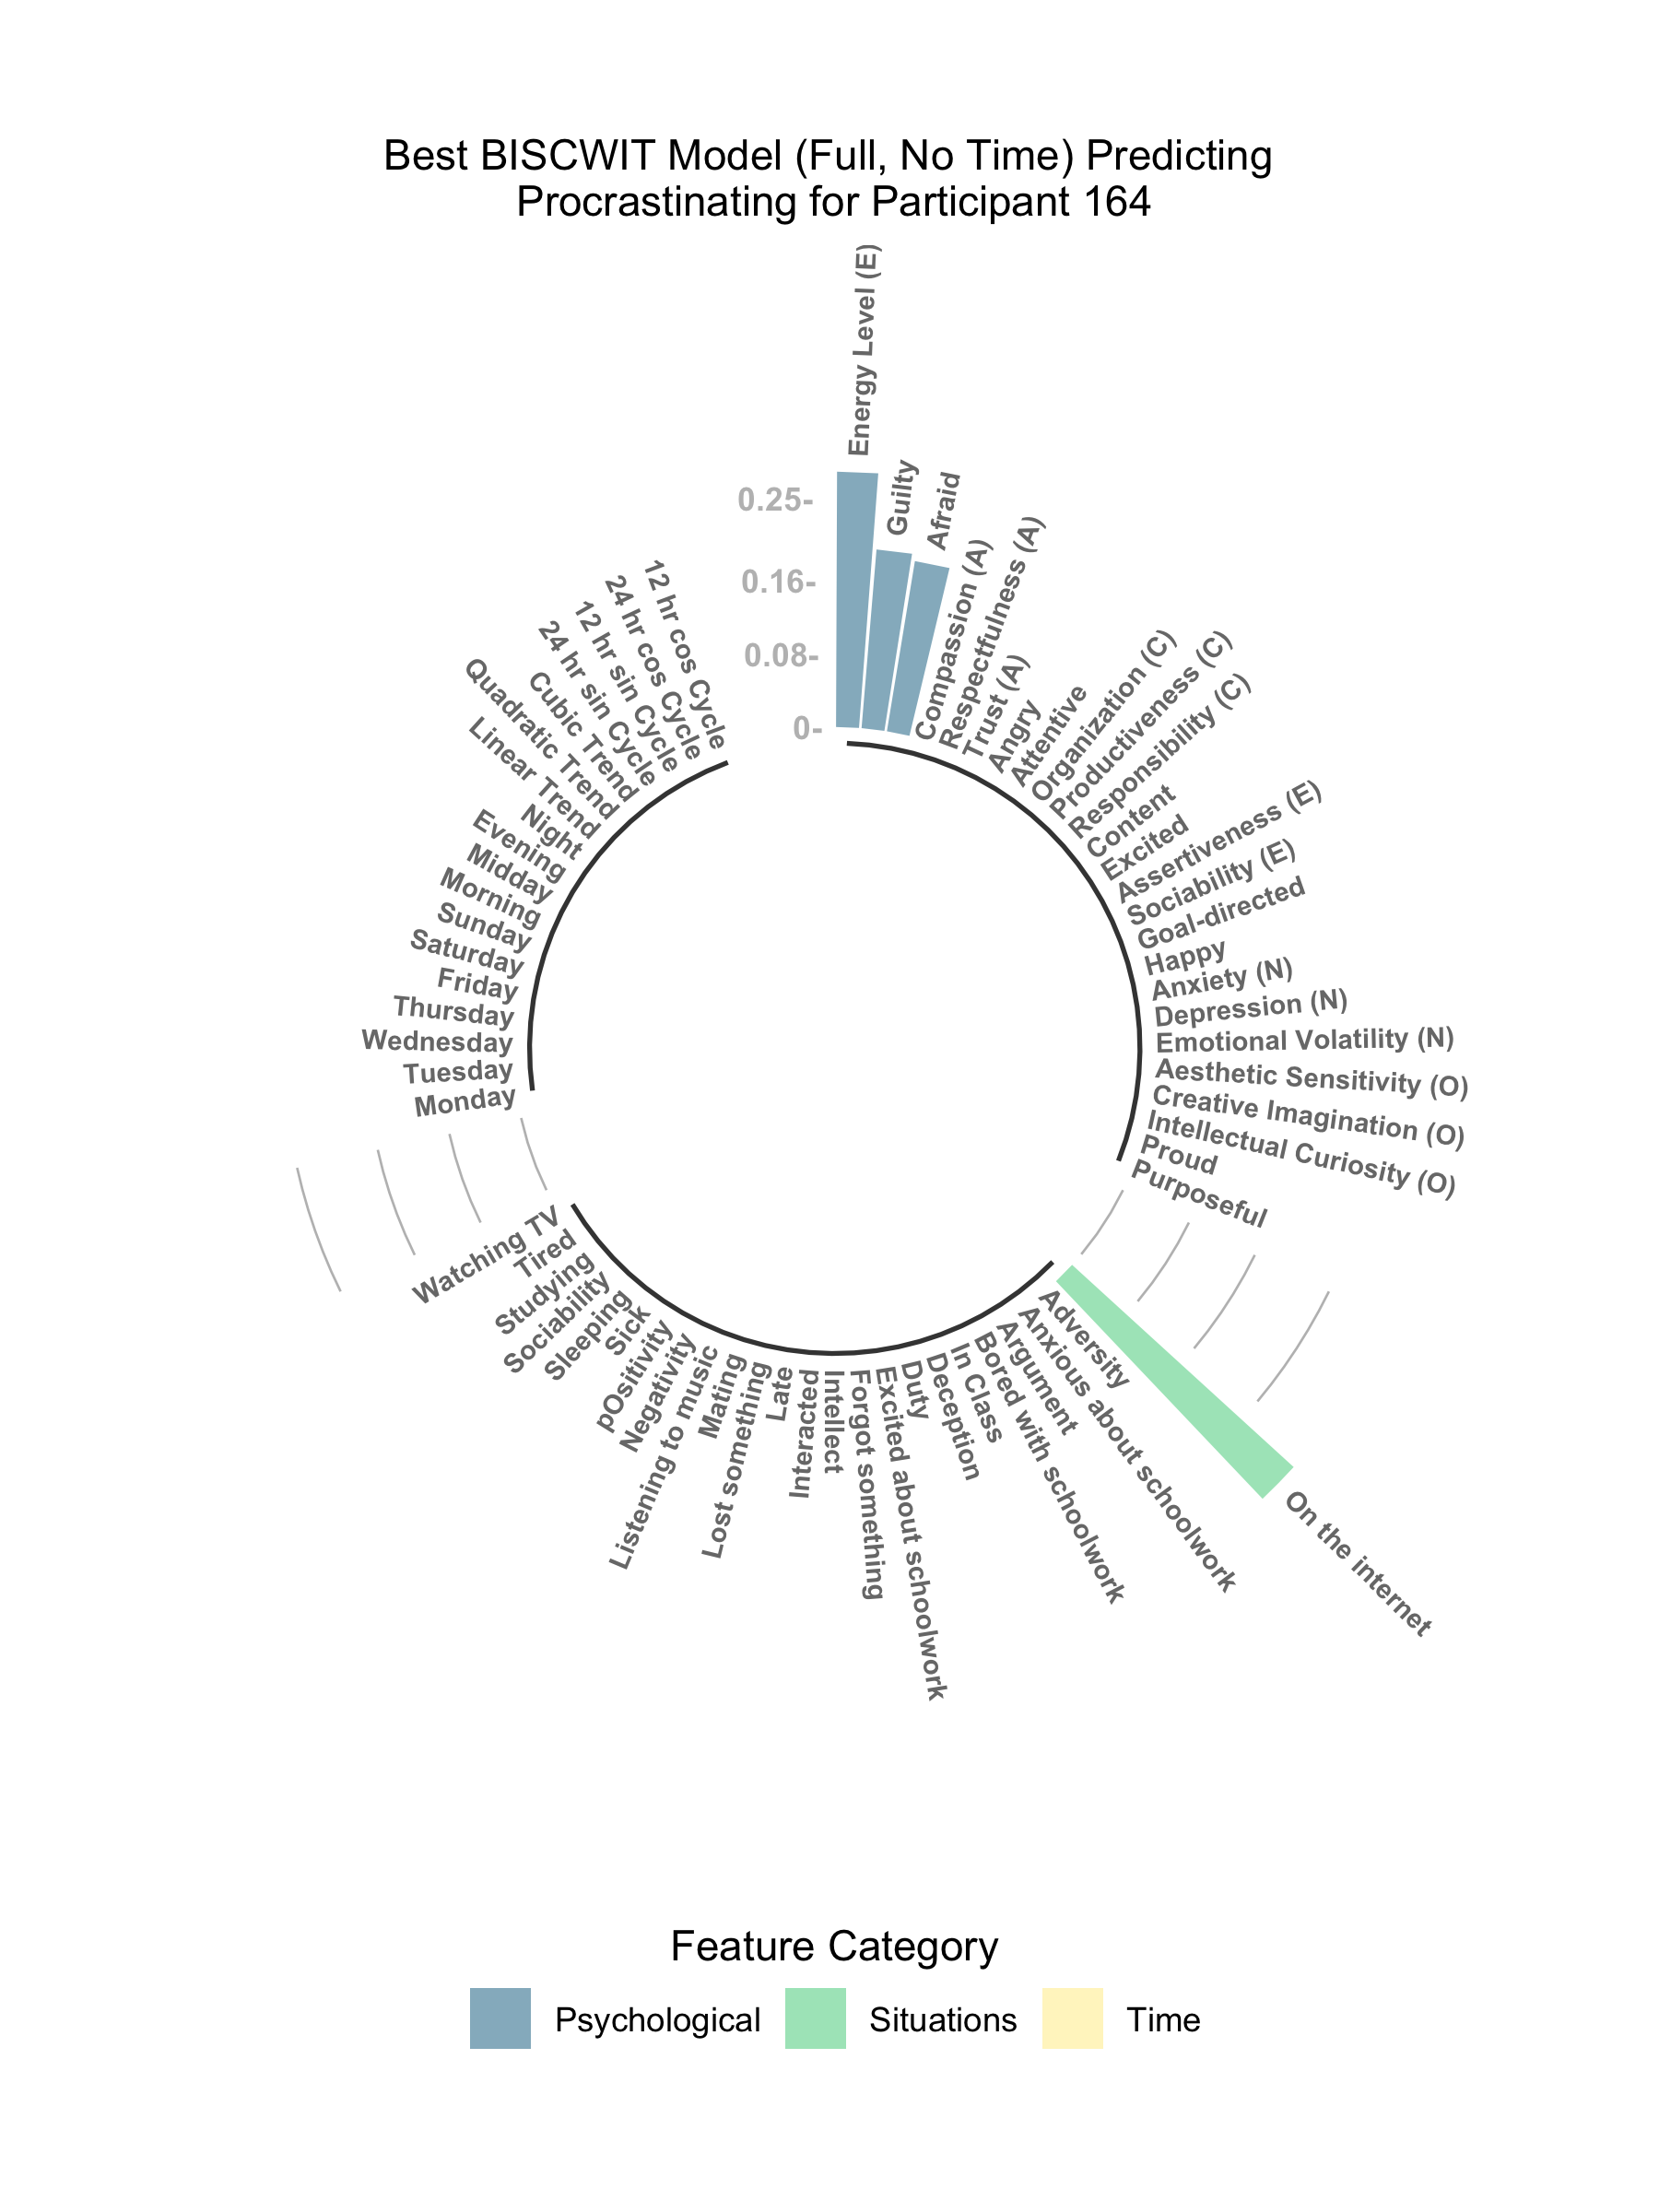 Best BISCWIT Model (Full, No Time) Predicting
Procrastinating for Participant 164
0.25-
0.16-
0.08-
0-
Energy Level (E)
Guilty
Afraid
Compassion (A)
Respectfulness (A)
Trust (A)
Angry
Attentive
Organization (C)
Productiveness (C)
Responsibility (C)
Content
Excited
Assertiveness (E)
Sociability (E)
Goal-directed
Happy
Anxiety (N)
Depression (N)
Emotional Volatility (N)
Aesthetic Sensitivity (O)
Creative Imagination (O)
Intellectual Curiosity (O)
Proud
Purposeful
On the internet
Adversity
Anxious about schoolwork
Argument
Bored with schoolwork
In Class
Deception
Duty
Excited about schoolwork
Forgot something
Intellect
Interacted
Late
Lost something
Mating
Listening to music
Negativity
pOsitivity
Sick
Sleeping
Sociability
Studying
Tired
Watching TV
Monday
Tuesday
Wednesday
Thursday
Friday
Saturday
Sunday
Morning
Midday
Evening
Night
Linear Trend
Quadratic Trend
Cubic Trend
24 hr sin Cycle
12 hr sin Cycle
24 hr cos Cycle
12 hr cos Cycle
Feature Category
Psychological
Situations
Time